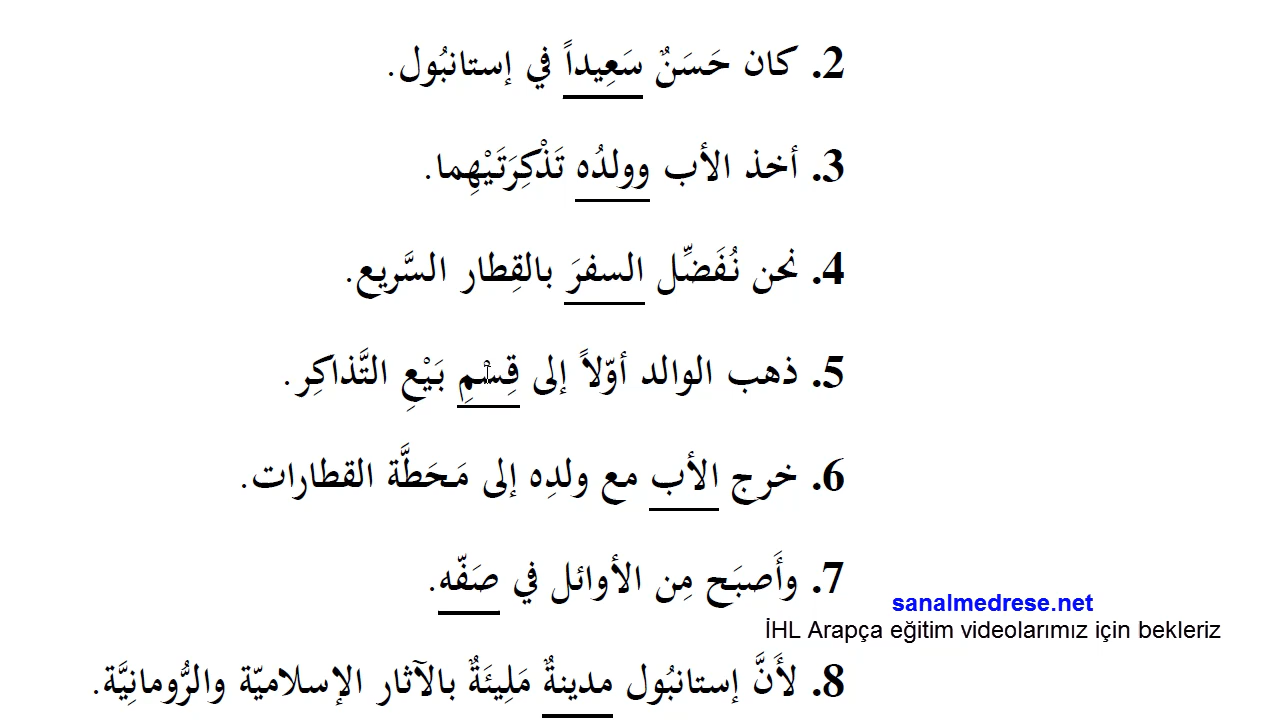 2. كان حَسَنٌ سَعِيداً في إستانبُول.
3. أخذ الأب وولدُه تَذْكِرَتَيْهِما.
4. نحن نُفَضِّل السفرَ بالقِطار السَّريع.
5. ذهب الوالد أوّلاً إلى قِسْمِ بَيْعِ التَّذاكِر.
6. خرج الأب مع ولدِه إلى مَحَطَّة القطارات.
7. وأَصبَح مِن الأوائل في صَفّه.
sanalmedrese.net
İHL Arapça eğitim videolarımız için bekleriz
8. لأَنَّ إستانبُول مدينةٌ مَلِيئَةٌ بالآثار الإسلاميّة والرُّومانِيَّة.